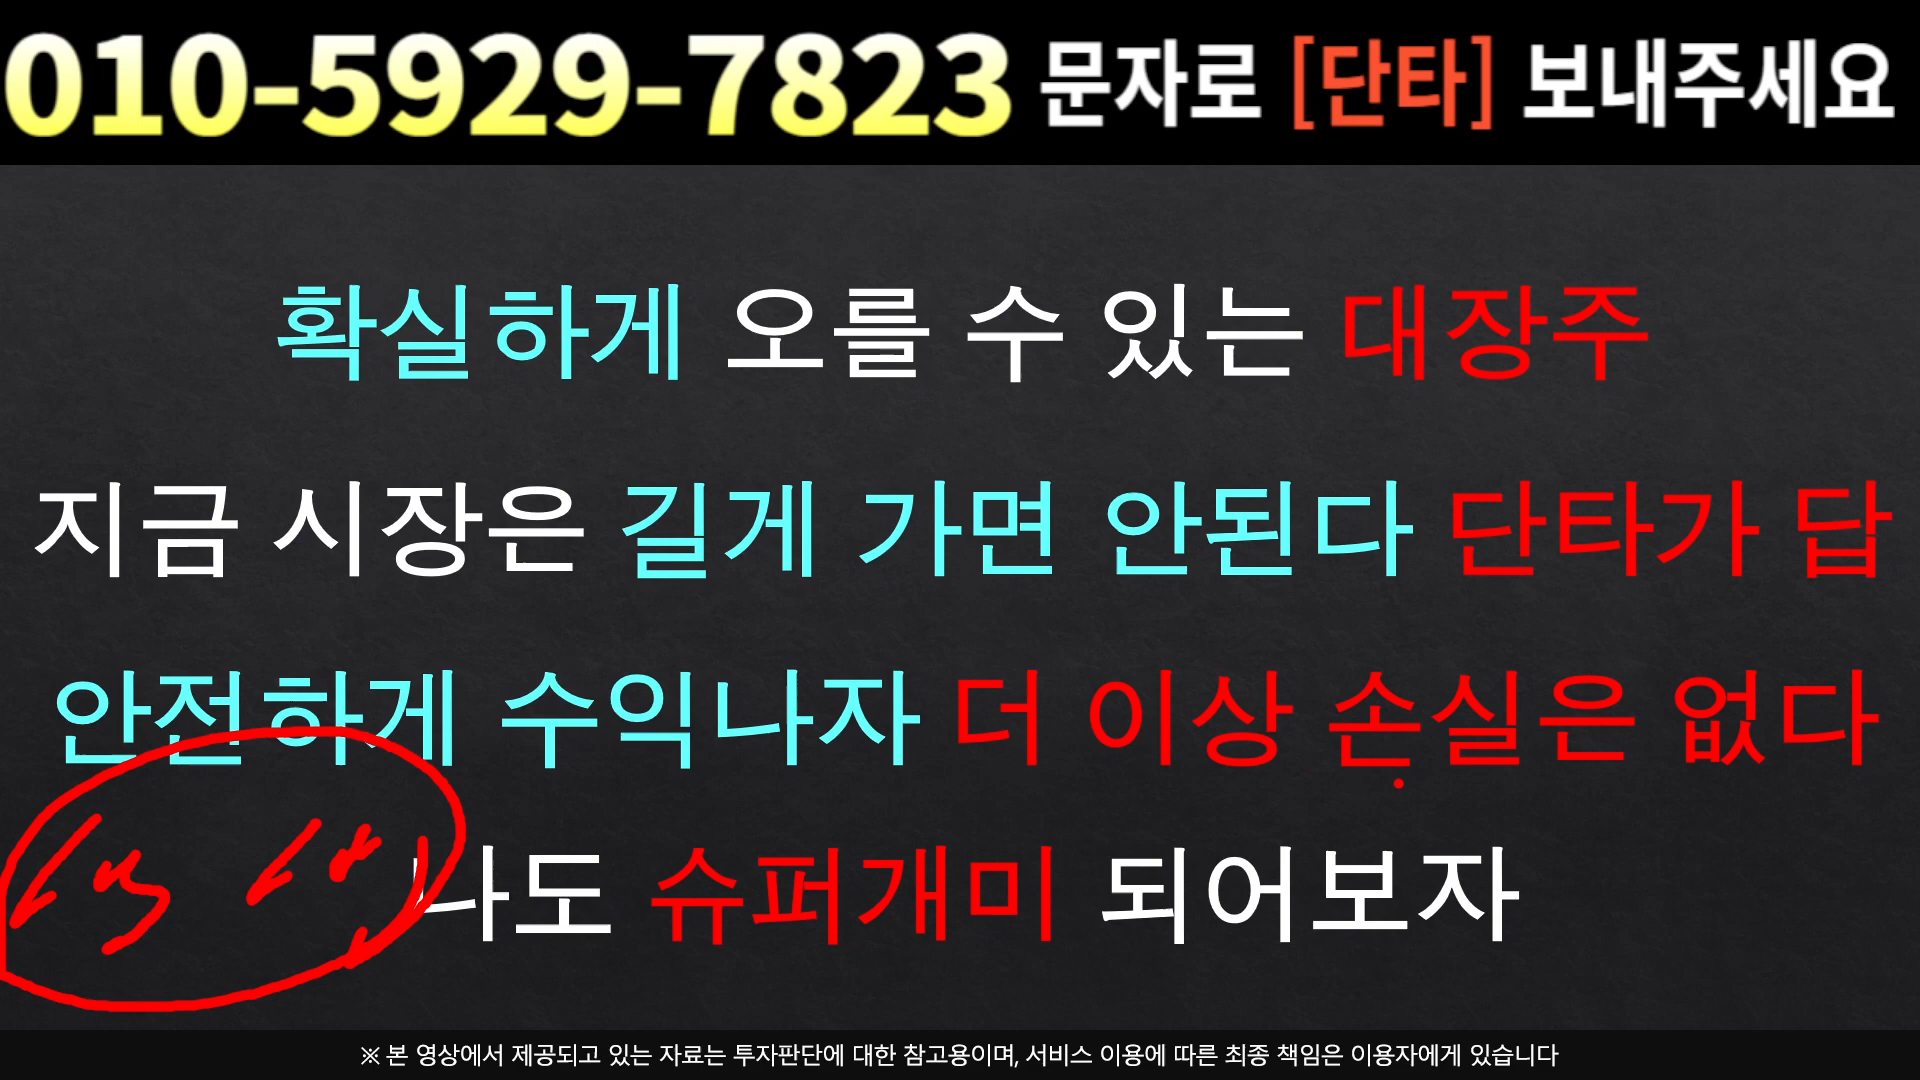 010-5929-7823 문자로 [단타] 보내주세요
확실하게 오를 수 있는 대장주
지금 시장은 길게 가면 안된다 단타가 답
안전하게 수익나자 더 이상 손실은 없다
나도 슈퍼개미 되어보자
※ 본 영상에서 제공되고 있는 자료는 투자판단에 대한 참고용이며, 서비스 이용에 따른 최종 책임은 이용자에게 있습니다